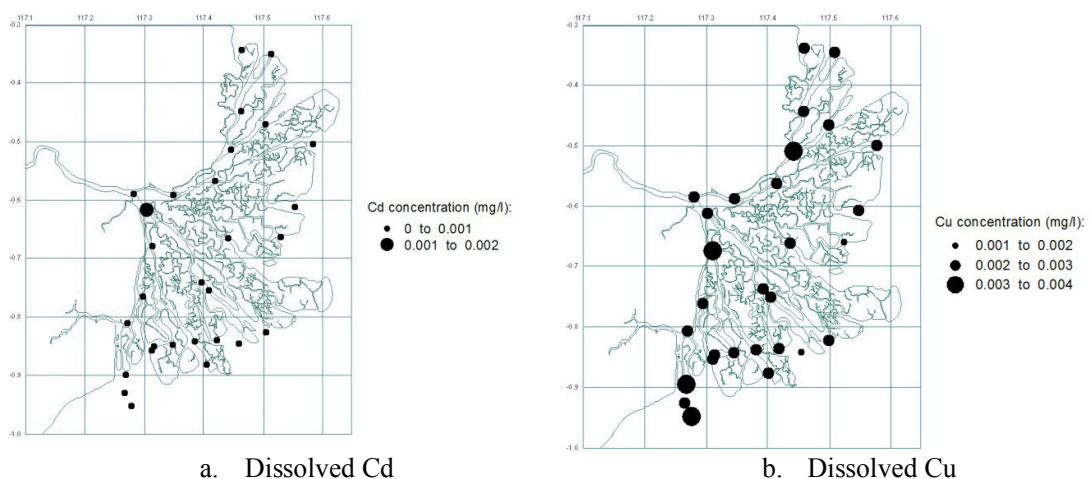 117.1 117.2 117.3 117.4 117.5 117.6
-0.3
-0.4
-0.5
-0.6
-0.7
-0.8
-0.9
-1.0
Cd concentration (mg/l):
0 to 0.001
0.001 to 0.002
a. Dissolved Cd
117.1 117.2 117.3 117.4 117.5 117.6
-0.3
-0.4
-0.5
-0.6
-0.7
-0.8
-0.9
-1.0
Cu concentration (mg/l):
0.001 to 0.002
0.002 to 0.003
0.003 to 0.004
b. Dissolved Cu